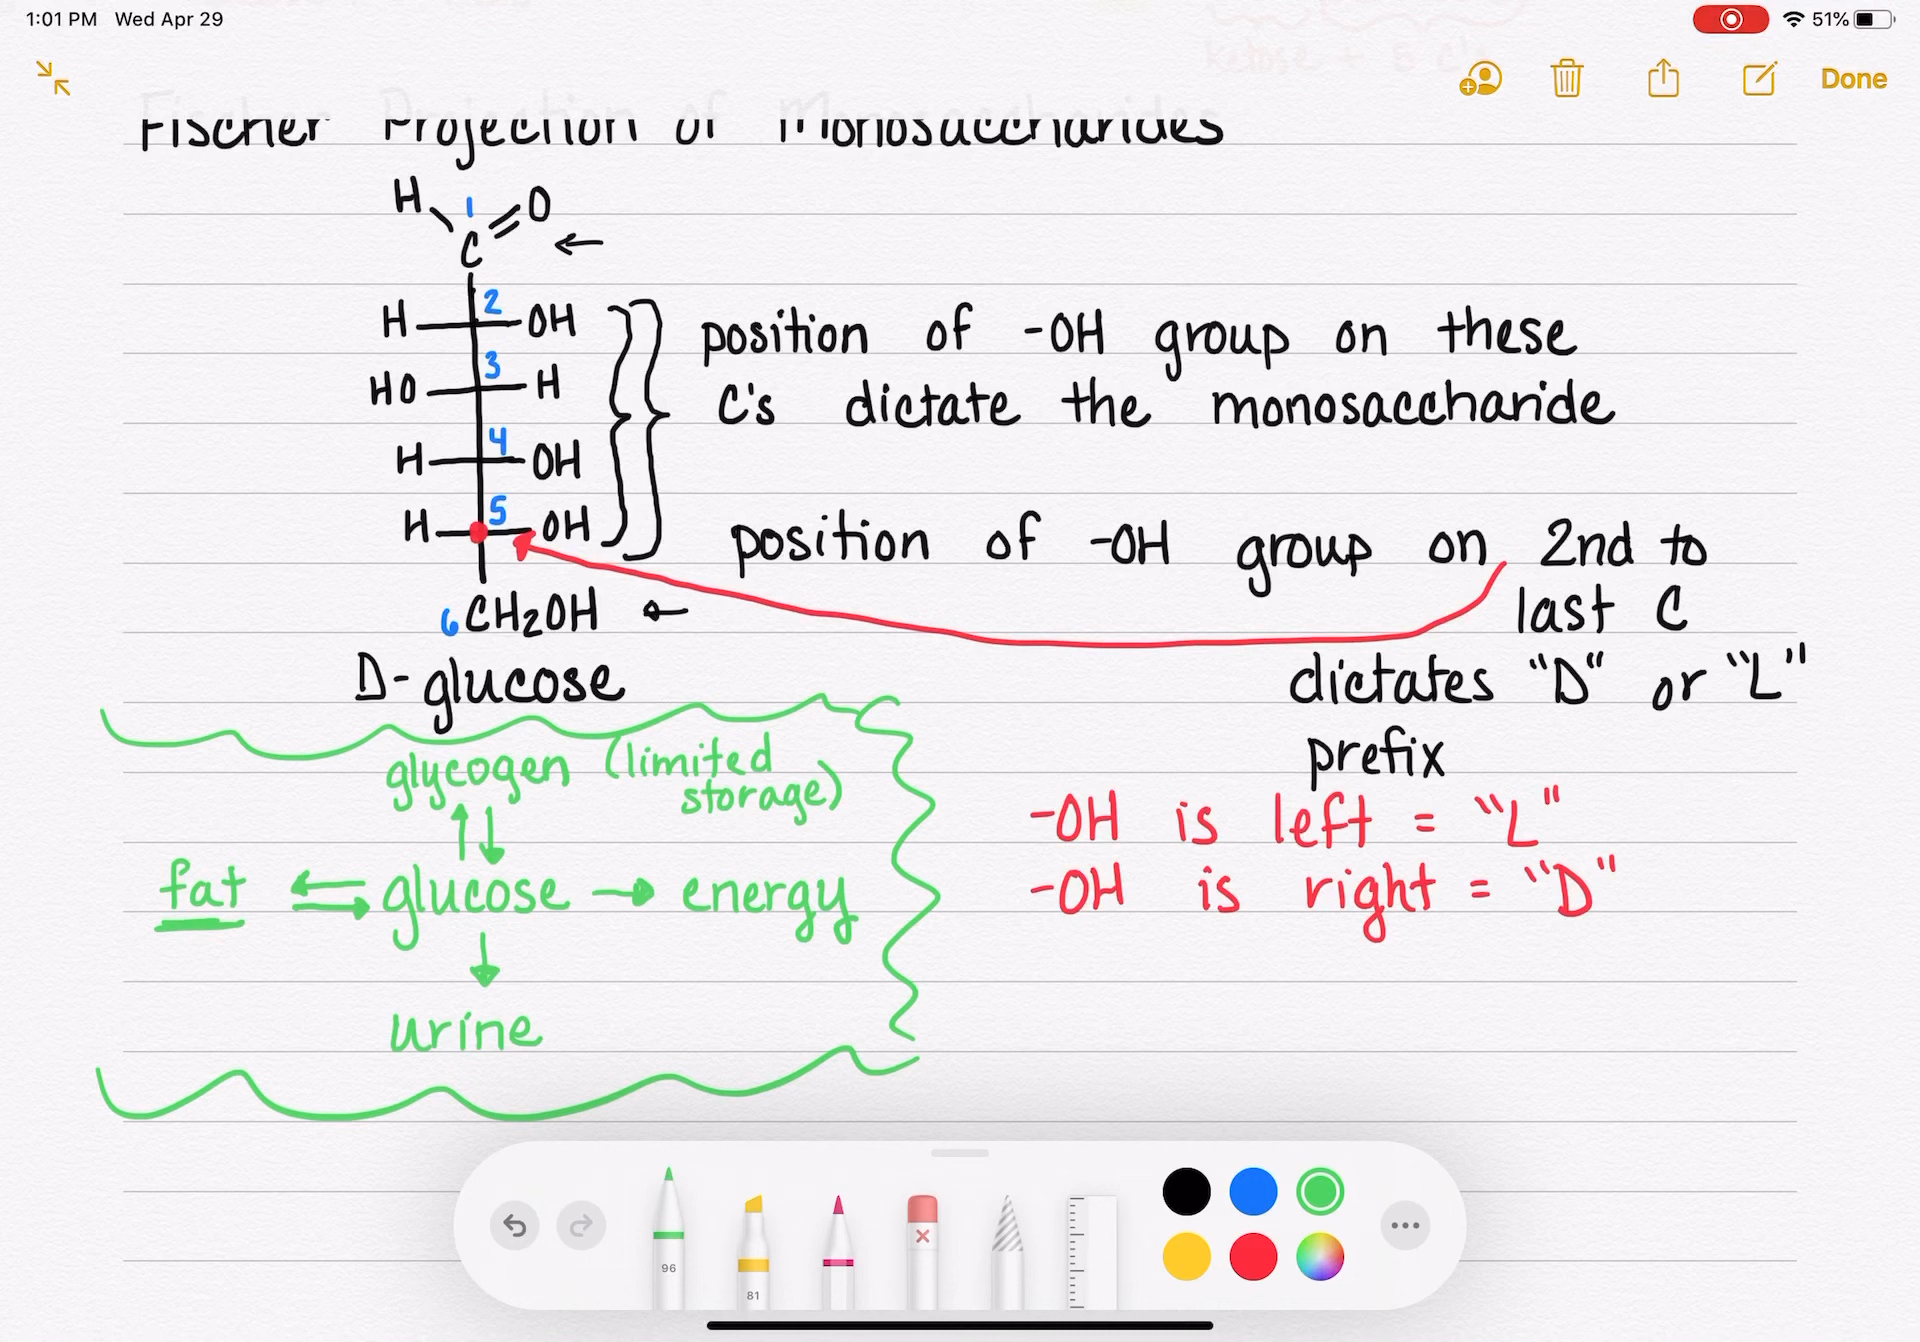 1:01 PM Wed Apr 29
51%
ketose + 5 C's
Done
Fischer Projection of Monosaccharides
H O
1
C
2
H OH
3
HO H
4
H OH
5
H OH
6 CH2OH
D-glucose
position of -OH group on these
C's dictate the monosaccharide
position of -OH group on 2nd to
last C
dictates "D" or "L"
prefix
-OH is left = "L"
-OH is right = "D"
glycogen (limited
storage)
fat glucose energy
urine
96
81